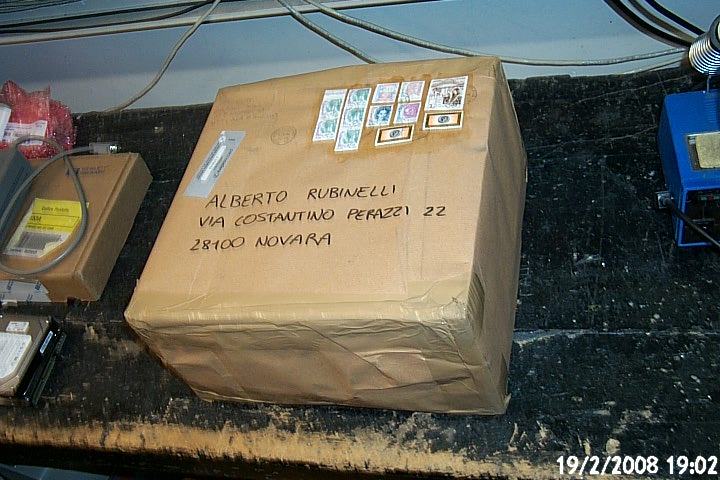 ALBERTO RUBINELLI
VIA COSTANTINO PERAZZI 22
28100 NOVARA
19/2/2008 19:02